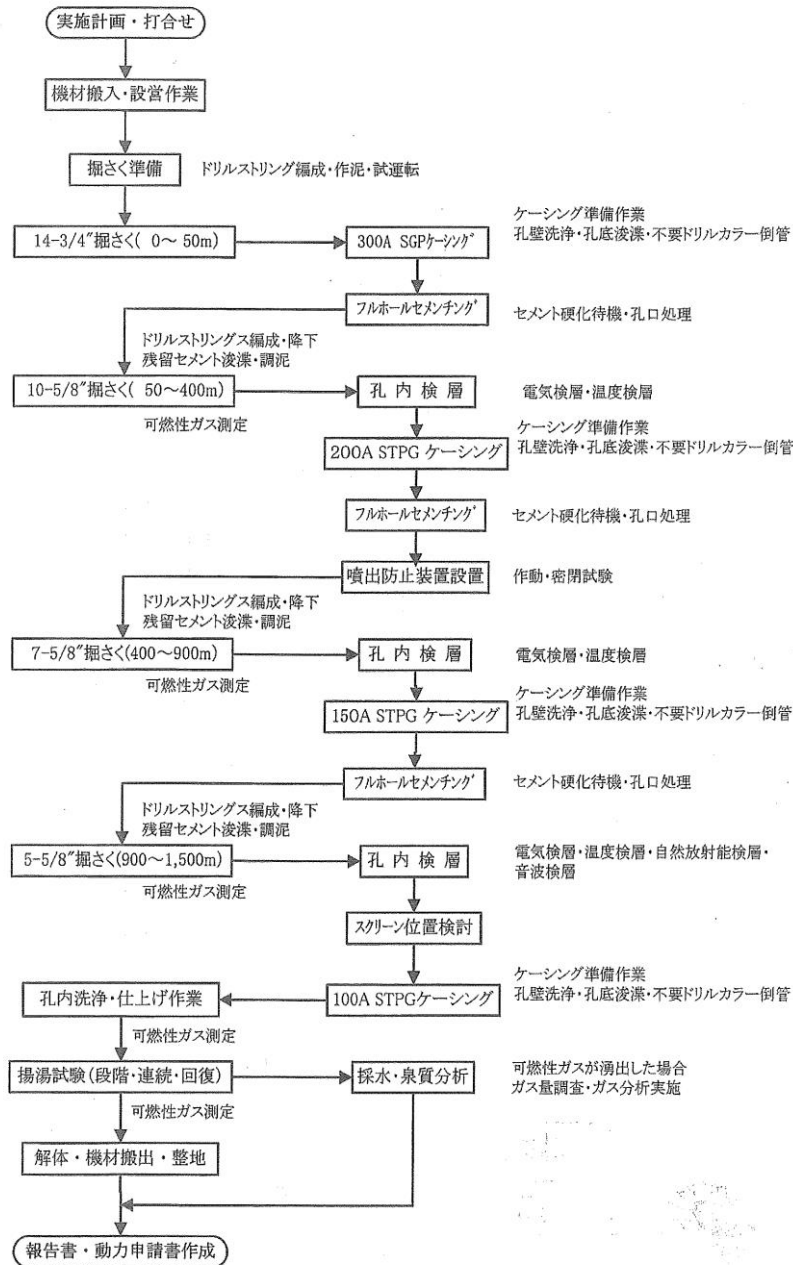 実施計画・打合せ
機材搬入・設営作業
掘さく準備
ドリルストリング編成・作泥・試運転
14-3/4"掘さく( 0～ 50m)
300A SGPケーシング
ケーシング準備作業
孔壁洗浄・孔底浚渫・不要ドリルカラー倒管
フルホールセメンチング
セメント硬化待機・孔口処理
ドリルストリングス編成・降下
残留セメント浚渫・調泥
10-5/8"掘さく( 50～400m)
孔内検層
電気検層・温度検層
可燃性ガス測定
200A STPG ケーシング
ケーシング準備作業
孔壁洗浄・孔底浚渫・不要ドリルカラー倒管
フルホールセメンチング
セメント硬化待機・孔口処理
噴出防止装置設置
作動・密閉試験
ドリルストリングス編成・降下
残留セメント浚渫・調泥
7-5/8"掘さく(400～900m)
孔内検層
電気検層・温度検層
可燃性ガス測定
150A STPG ケーシング
ケーシング準備作業
孔壁洗浄・孔底浚渫・不要ドリルカラー倒管
フルホールセメンチング
セメント硬化待機・孔口処理
ドリルストリングス編成・降下
残留セメント浚渫・調泥
5-5/8"掘さく(900～1,500m)
孔内検層
電気検層・温度検層・自然放射能検層・
音波検層
可燃性ガス測定
スクリーン位置検討
孔内洗浄・仕上げ作業
100A STPGケーシング
ケーシング準備作業
孔壁洗浄・孔底浚渫・不要ドリルカラー倒管
可燃性ガス測定
揚湯試験(段階・連続・回復)
採水・泉質分析
可燃性ガスが湧出した場合
ガス量調査・ガス分析実施
可燃性ガス測定
解体・機材搬出・整地
報告書・動力申請書作成